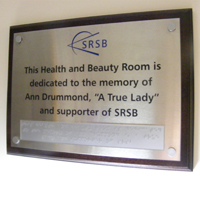 SRSB
This Health and Beauty Room is
dedicated to the memory of
Ann Drummond, "A True Lady"
and supporter of SRSB